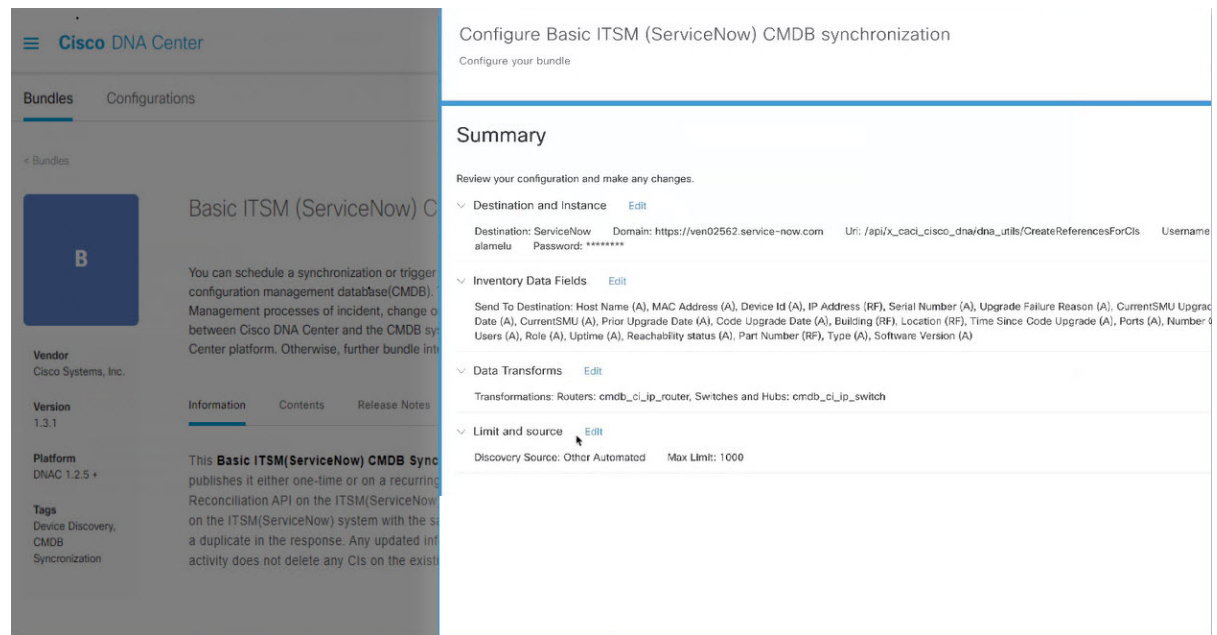 Cisco DNA Center
Bundles Configurations
< Bundles
B
Vendor
Cisco Systems, Inc.
Version
1.3.1
Platform
DNAC 1.2.5 +
Tags
Device Discovery,
CMDB
Syncronization
Basic ITSM (ServiceNow) C
You can schedule a synchronization or trigger
configuration management database(CMDB).
Management processes of incident, change o
between Cisco DNA Center and the CMDB sy
Center platform. Otherwise, further bundle int
Information Contents Release Notes
This Basic ITSM(ServiceNow) CMDB Sync
publishes it either one-time or on a recurring
Reconciliation API on the ITSM(ServiceNow
on the ITSM(ServiceNow) system with the sa
a duplicate in the response. Any updated inf
activity does not delete any CIs on the existi
Configure Basic ITSM (ServiceNow) CMDB synchronization
Configure your bundle
Summary
Review your configuration and make any changes.
Destination and Instance Edit
Destination: ServiceNow Domain: https://ven02562.service-now.com Uri: /api/x_caci_cisco_dna/dna_utils/CreateReferencesForCIs Username
alamelu Password: ********
Inventory Data Fields Edit
Send To Destination: Host Name (A), MAC Address (A), Device Id (A), IP Address (RF), Serial Number (A), Upgrade Failure Reason (A), CurrentSMU Upgrad
Date (A), CurrentSMU (A), Prior Upgrade Date (A), Code Upgrade Date (A), Building (RF), Location (RF), Time Since Code Upgrade (A), Ports (A), Number
Users (A), Role (A), Uptime (A), Reachability status (A), Part Number (RF), Type (A), Software Version (A)
Data Transforms Edit
Transformations: Routers: cmdb_ci_ip_router, Switches and Hubs: cmdb_ci_ip_switch
Limit and source Edit
Discovery Source: Other Automated Max Limit: 1000